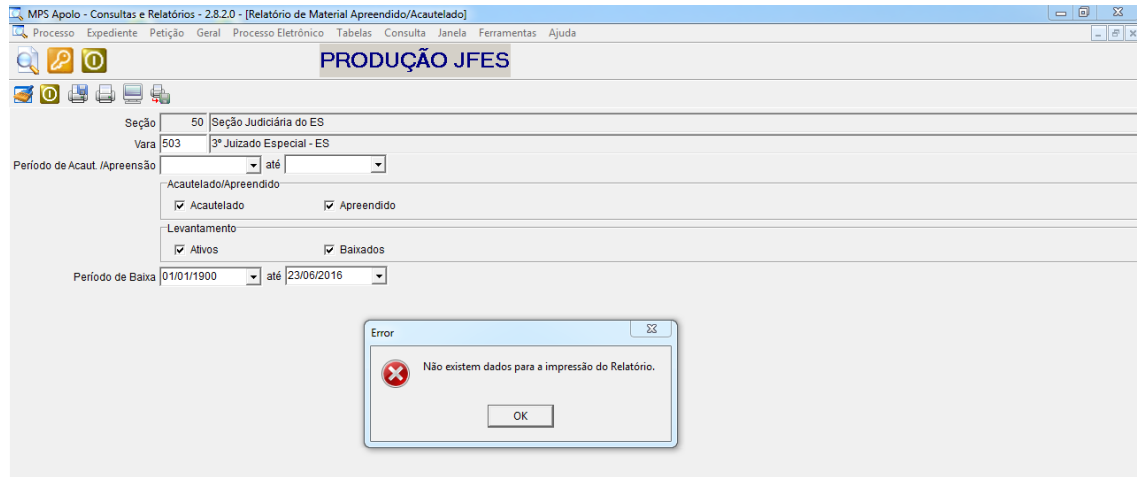 MPS Apolo - Consultas e Relatórios - 2.8.2.0 - [Relatório de Material Apreendido/Acautelado]
Processo Expediente Petição Geral Processo Eletrônico Tabelas Consulta Janela Ferramentas Ajuda
PRODUÇÃO JFES
Seção 50 Seção Judiciária do ES
Vara 503 3º Juizado Especial - ES
Período de Acaut. /Apreensão até
Acautelado/Apreendido
Acautelado Apreendido
Levantamento
Ativos Baixados
Período de Baixa 01/01/1900 até 23/06/2016
Error
Não existem dados para a impressão do Relatório.
OK